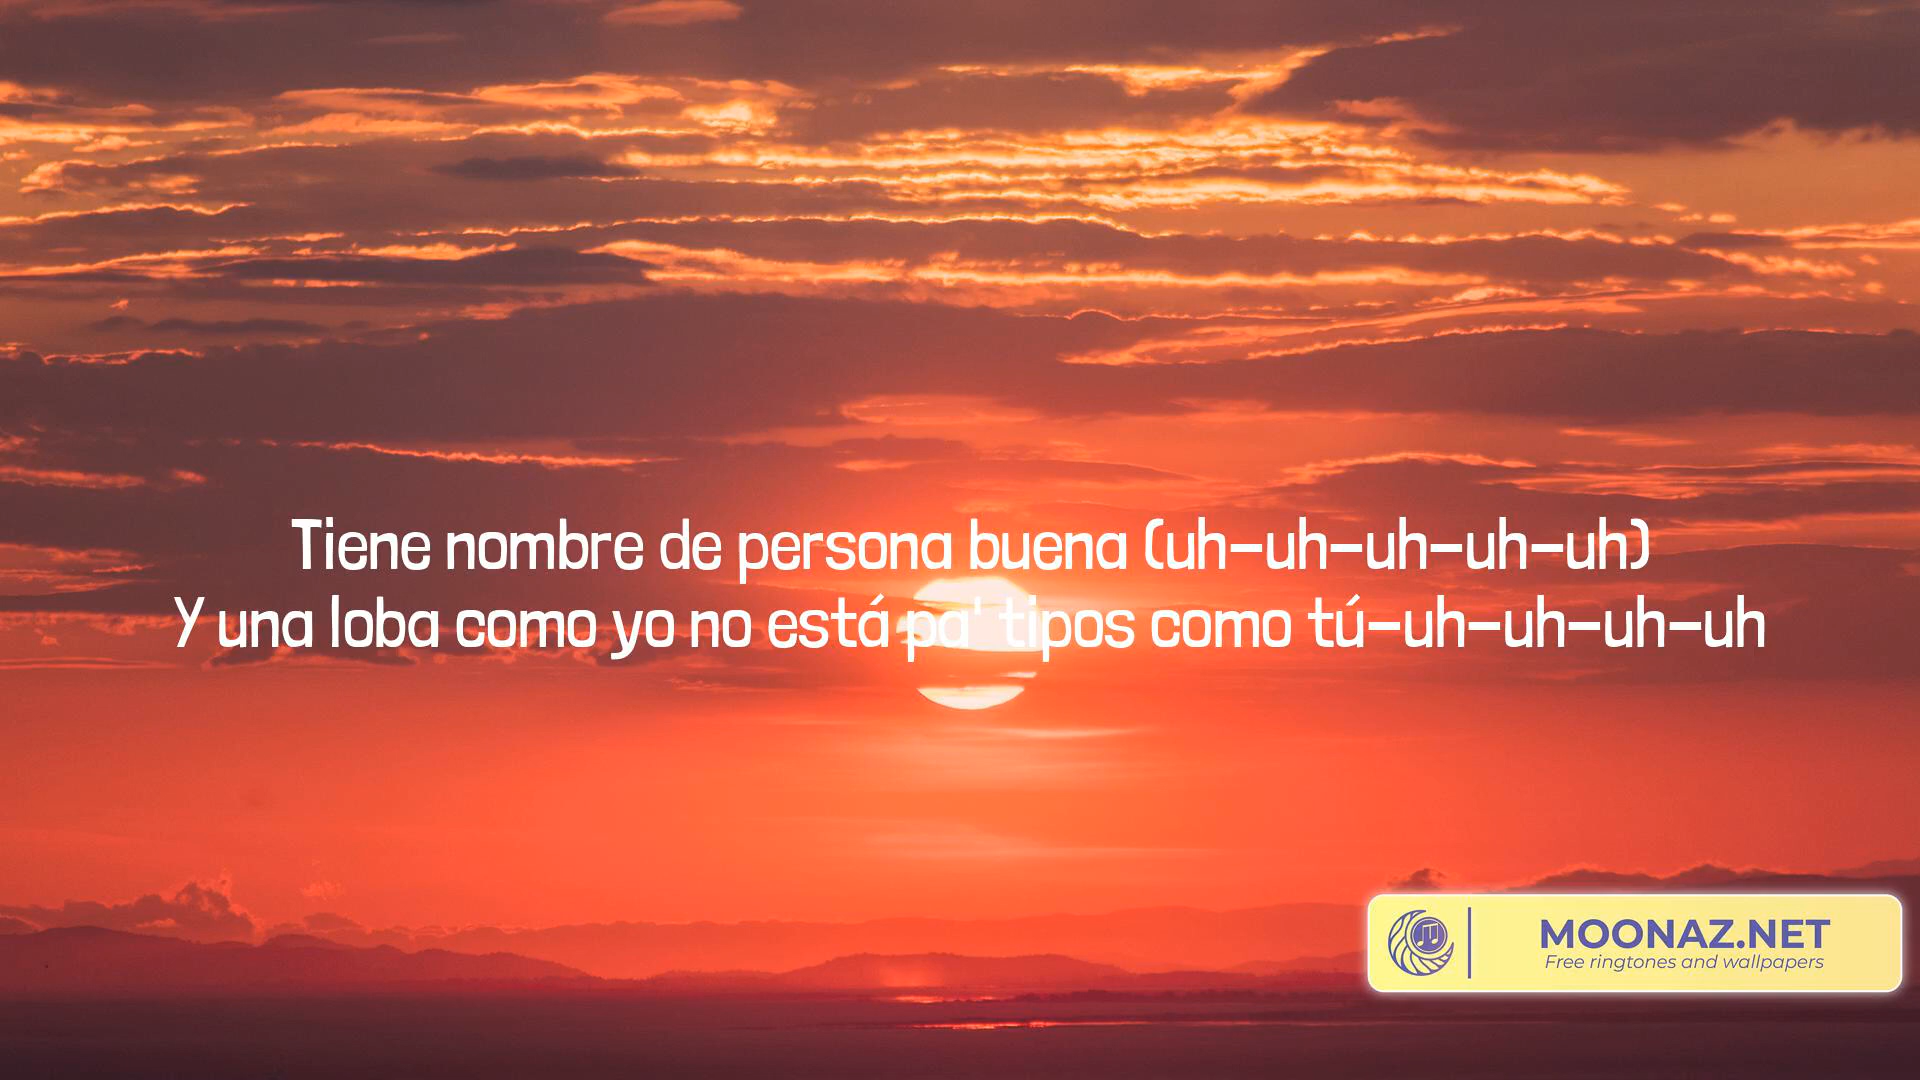 Tiene nombre de persona buena (uh-uh-uh-uh-uh)
Y una loba como yo no está pa' tipos como tú-uh-uh-uh-uh
MOONAZ.NET
Free ringtones and wallpapers